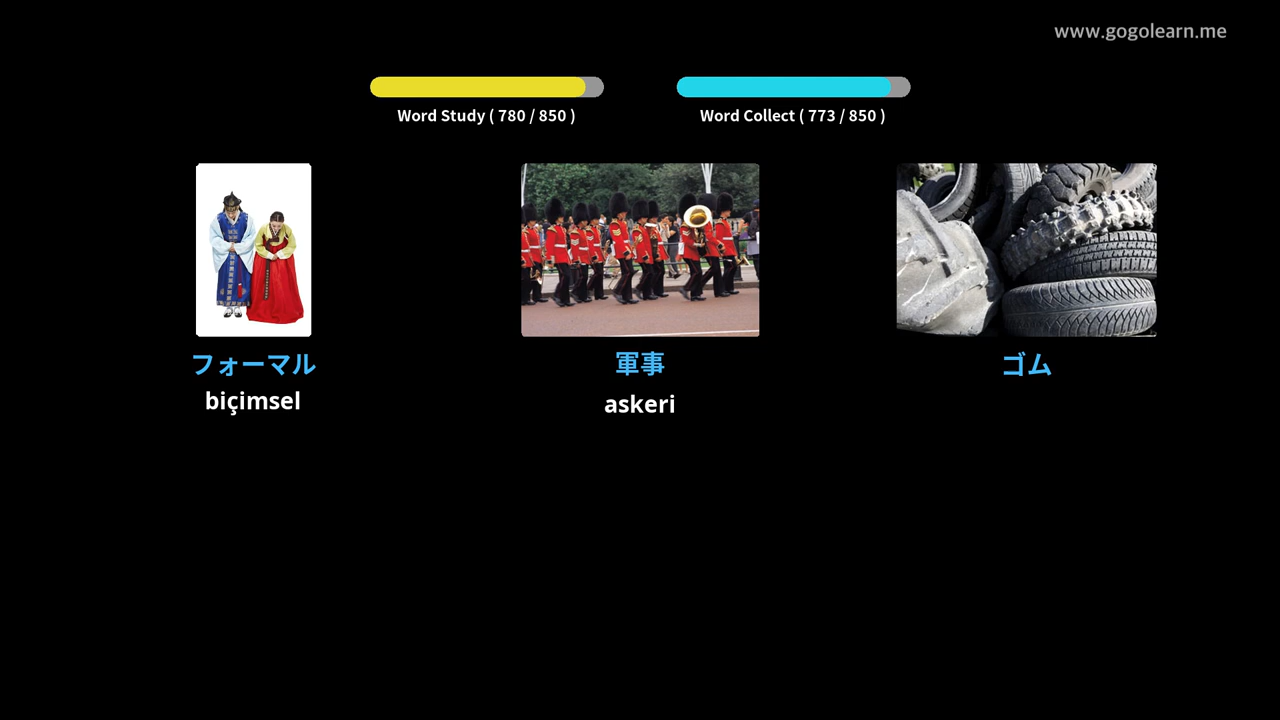 www.gogolearn.me
Word Study ( 780 / 850 )
Word Collect ( 773 / 850 )
フォーマル
軍事
ゴム
biçimsel
askeri